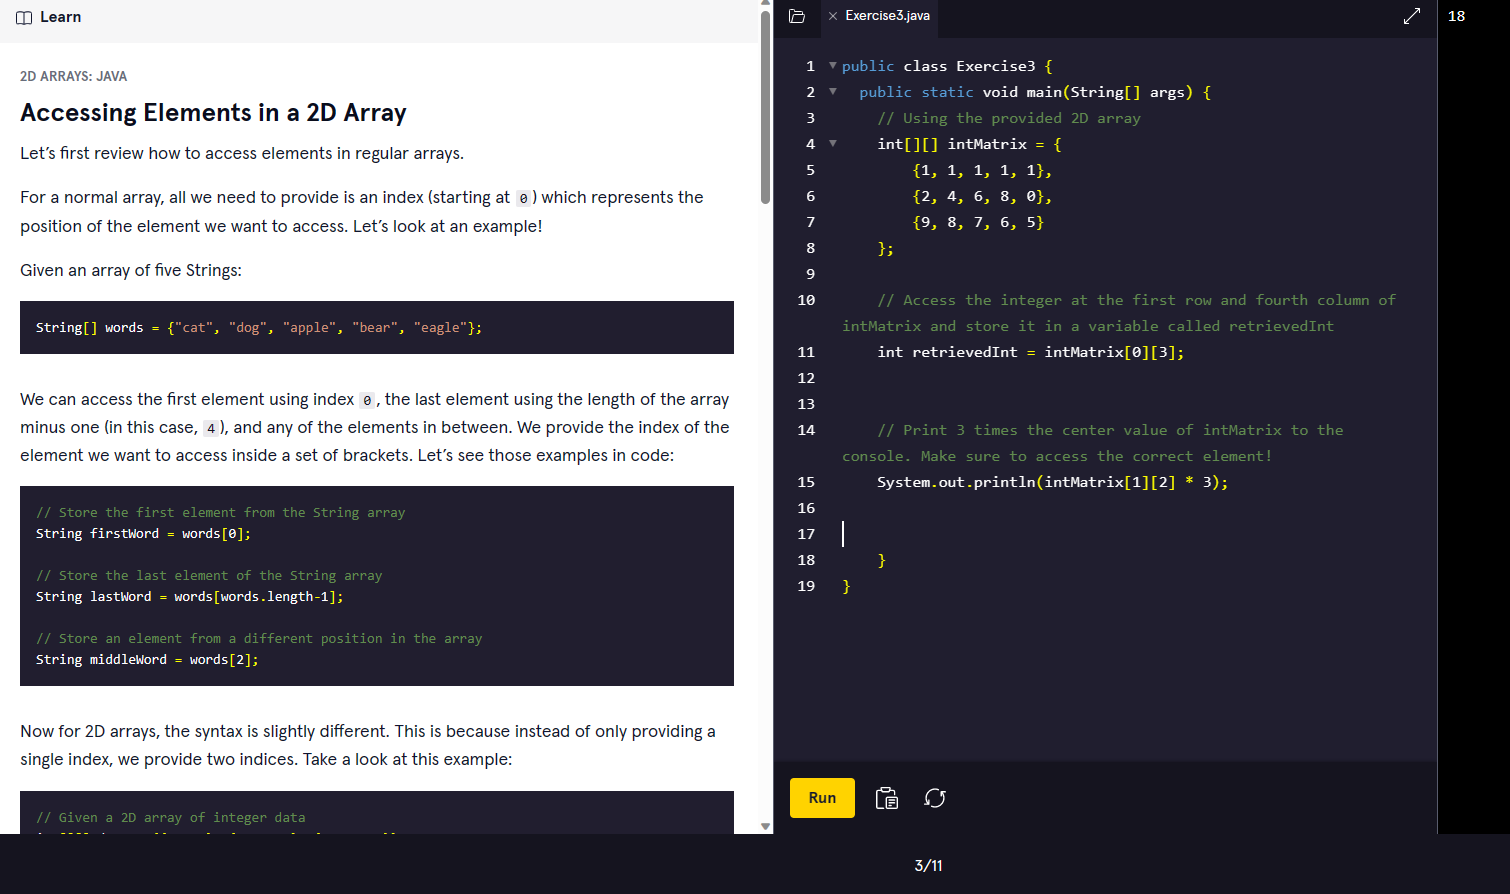 Learn
2D ARRAYS: JAVA
Accessing Elements in a 2D Array
Let’s first review how to access elements in regular arrays.
For a normal array, all we need to provide is an index (starting at 0) which represents the
position of the element we want to access. Let’s look at an example!
Given an array of five Strings:
String[] words = {"cat", "dog", "apple", "bear", "eagle"};
We can access the first element using index 0, the last element using the length of the array
minus one (in this case, 4), and any of the elements in between. We provide the index of the
element we want to access inside a set of brackets. Let’s see those examples in code:
// Store the first element from the String array
String firstWord = words[0];
// Store the last element of the String array
String lastWord = words[words.length-1];
// Store an element from a different position in the array
String middleWord = words[2];
Now for 2D arrays, the syntax is slightly different. This is because instead of only providing a
single index, we provide two indices. Take a look at this example:
// Given a 2D array of integer data
Exercise3.java
1 public class Exercise3 {
2 public static void main(String[] args) {
3 // Using the provided 2D array
4 int[][] intMatrix = {
5 {1, 1, 1, 1, 1},
6 {2, 4, 6, 8, 0},
7 {9, 8, 7, 6, 5}
8 };
9
10 // Access the integer at the first row and fourth column of
intMatrix and store it in a variable called retrievedInt
11 int retrievedInt = intMatrix[0][3];
12
13
14 // Print 3 times the center value of intMatrix to the
console. Make sure to access the correct element!
15 System.out.println(intMatrix[1][2] * 3);
16
17
18 }
19 }
Run
18
3/11